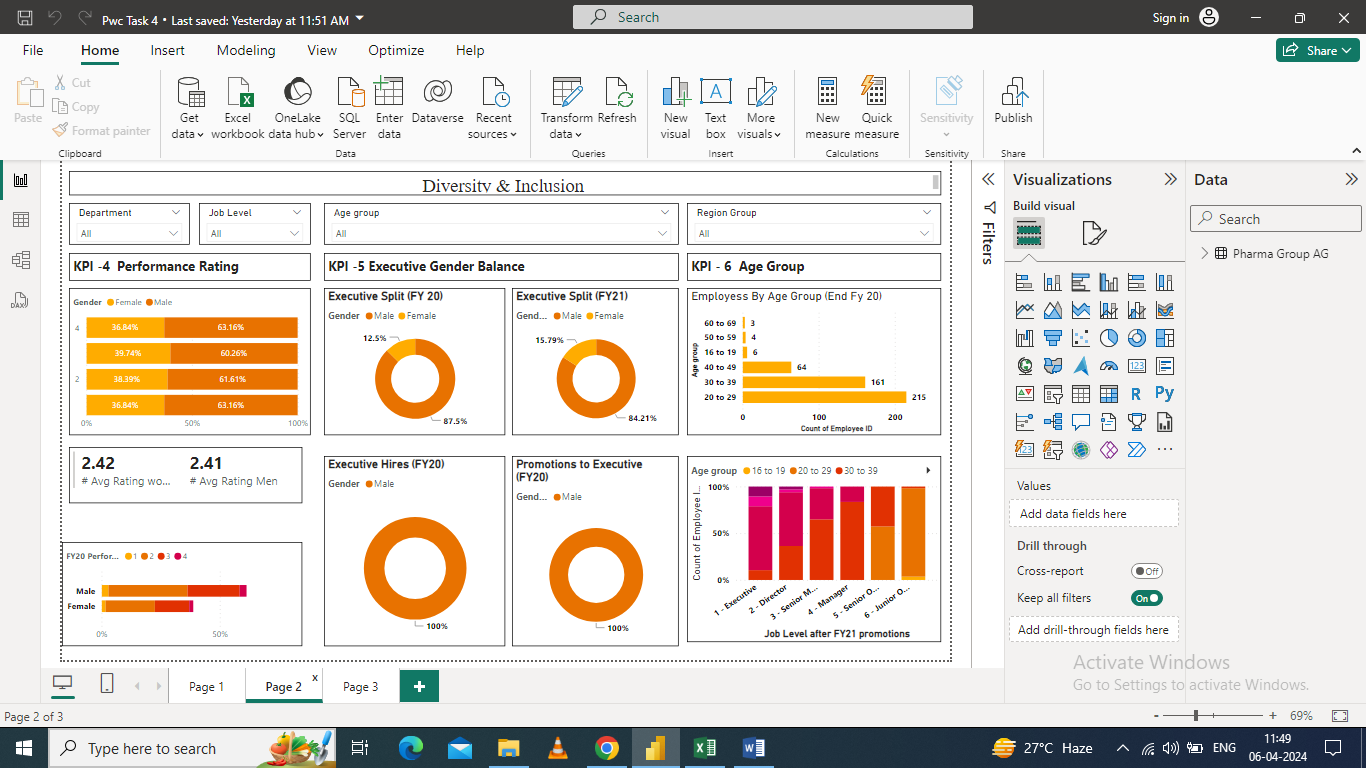 Pwc Task 4 • Last saved: Yesterday at 11:51 AM
Search
Sign in
File Home Insert Modeling View Optimize Help
Share
Paste
Cut
Copy
Format painter
Get data
Excel workbook
OneLake data hub
SQL Server
Enter data
Dataverse
Recent sources
Transform data
Refresh
New visual
Text box
More visuals
New measure
Quick measure
Sensitivity
Publish
Clipboard Data Queries Insert Calculations Sensitivity Share
Diversity & Inclusion
Department
All
Job Level
All
Age group
All
Region Group
All
KPI -4 Performance Rating
KPI -5 Executive Gender Balance
KPI - 6 Age Group
Gender Female Male
4 36.84% 63.16%
39.74% 60.26%
2 38.39% 61.61%
36.84% 63.16%
0% 50% 100%
2.42
# Avg Rating wo...
2.41
# Avg Rating Men
FY20 Perfor... 1 2 3 4
Male
Female
0% 50%
Executive Split (FY 20)
Gender Male Female
12.5%
87.5%
Executive Split (FY21)
Gend... Male Female
15.79%
84.21%
Executive Hires (FY20)
Gender Male
100%
Promotions to Executive
(FY20)
Gend... Male
100%
Employess By Age Group (End Fy 20)
Age group
60 to 69 3
50 to 59 4
16 to 19 6
40 to 49 64
30 to 39 161
20 to 29 215
0 100 200
Count of Employee ID
Age group 16 to 19 20 to 29 30 to 39
Count of Employee I...
100%
50%
0%
1 - Executive
2 - Director
3 - Senior M...
4 - Manager
5 - Senior O...
6 - Junior O...
Job Level after FY21 promotions
Filters
Visualizations
Build visual
123
R
Py
123
Values
Add data fields here
Drill through
Cross-report
Off
Keep all filters
On
Add drill-through fields here
Data
Search
Pharma Group AG
DAX
Activate Windows
Go to Settings to activate Windows.
Page 1
Page 2
x
Page 3
+
Page 2 of 3
- + 69%
Type here to search
27°C Haze
ENG
11:49
06-04-2024